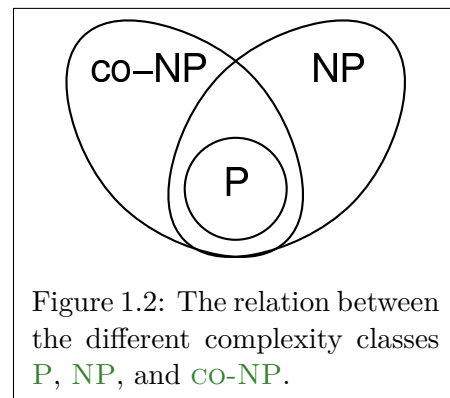 co–NP NP
P
Figure 1.2: The relation between
the different complexity classes
P, NP, and co-NP.